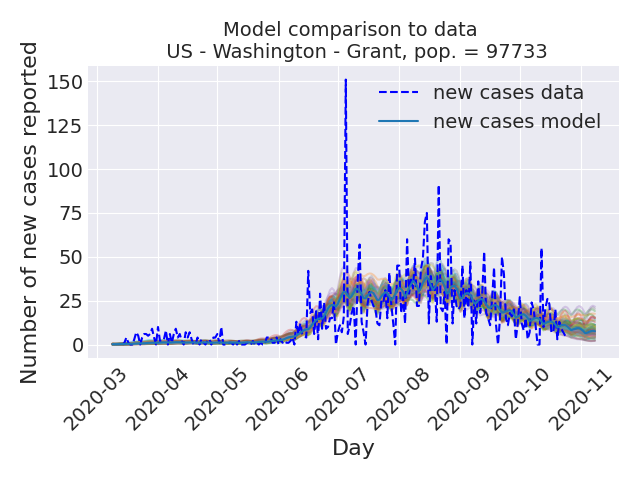 Model comparison to data
US - Washington - Grant, pop. = 97733
Number of new cases reported
150
125
100
75
50
25
0
new cases data
new cases model
2020-03
2020-04
2020-05
2020-06
2020-07
2020-08
2020-09
2020-10
2020-11
Day